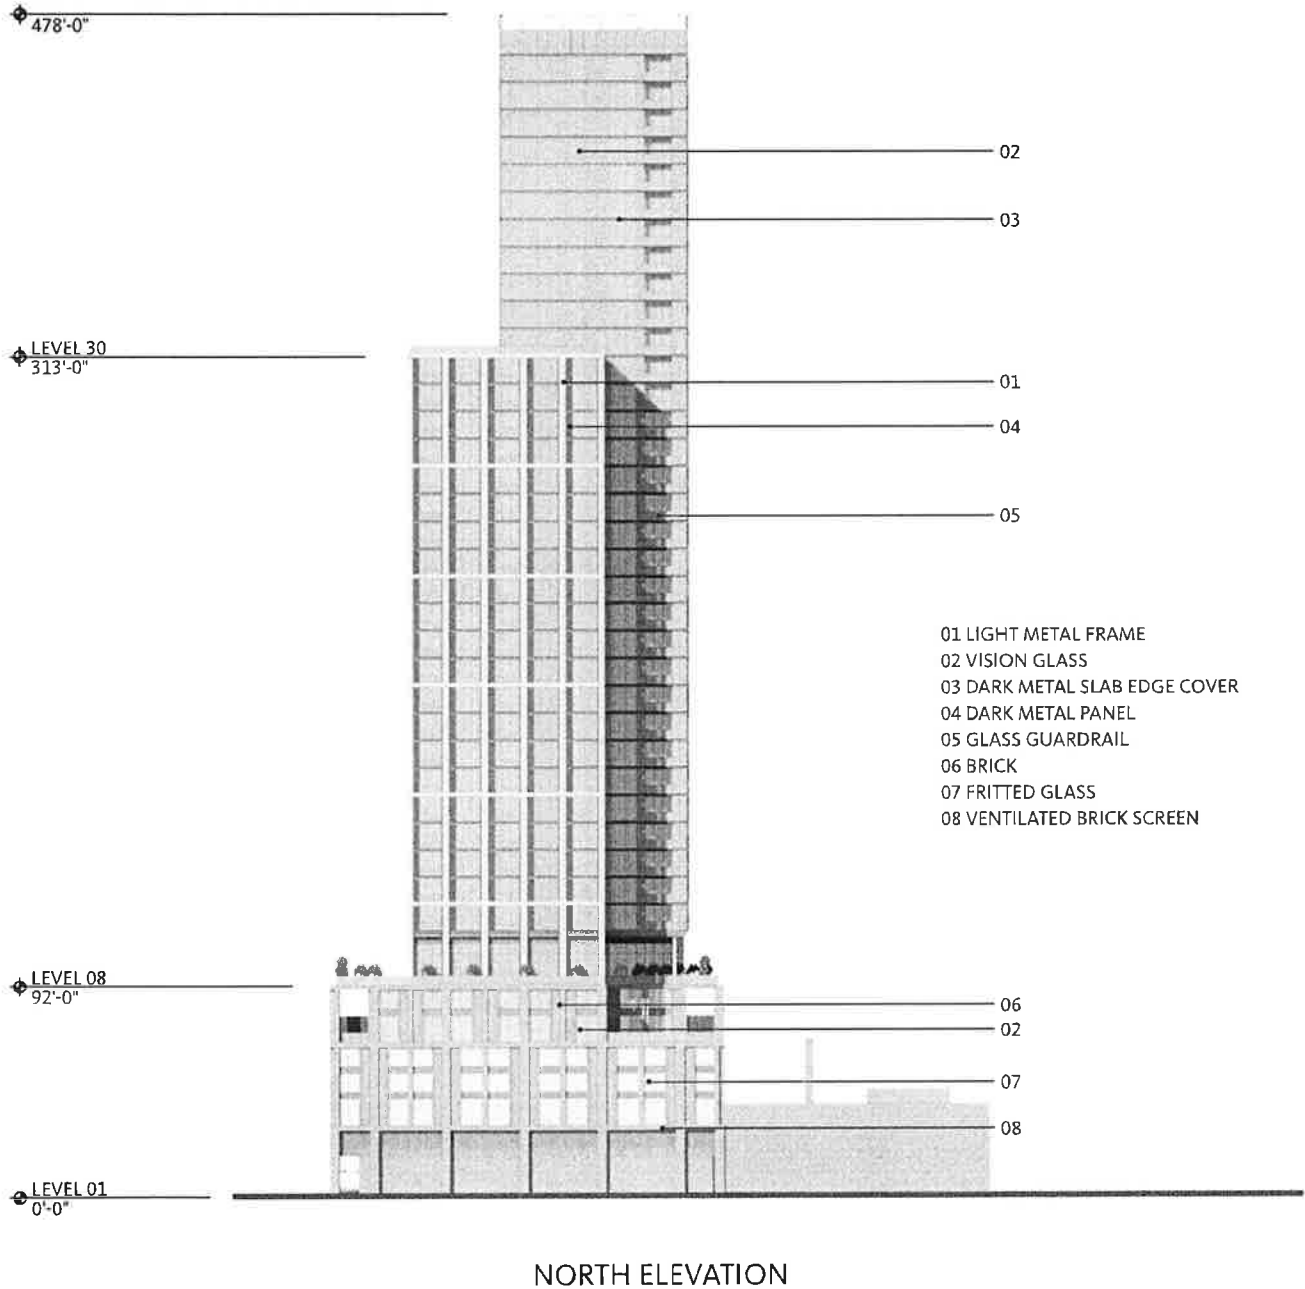 478'-0"
02
03
LEVEL 30
313'-0"
01
04
05
01 LIGHT METAL FRAME
02 VISION GLASS
03 DARK METAL SLAB EDGE COVER
04 DARK METAL PANEL
05 GLASS GUARDRAIL
06 BRICK
07 FRITTED GLASS
08 VENTILATED BRICK SCREEN
LEVEL 08
92'-0"
06
02
07
08
LEVEL 01
0'-0"
NORTH ELEVATION